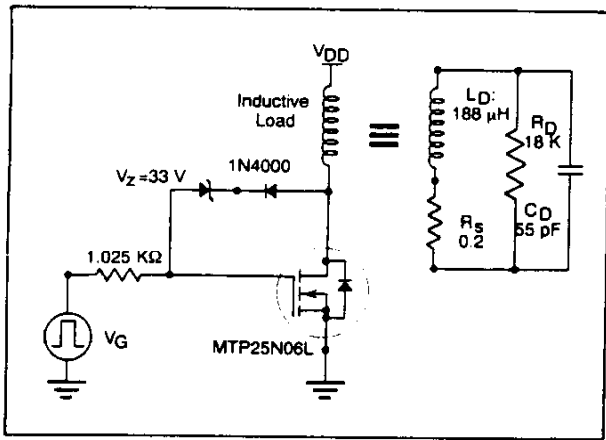 VDD
Inductive
Load
LD:
188 μH
RD
18 K
VZ =33 V
1N4000
CD
55 pF
RS
0.2
1.025 KΩ
VG
MTP25N06L